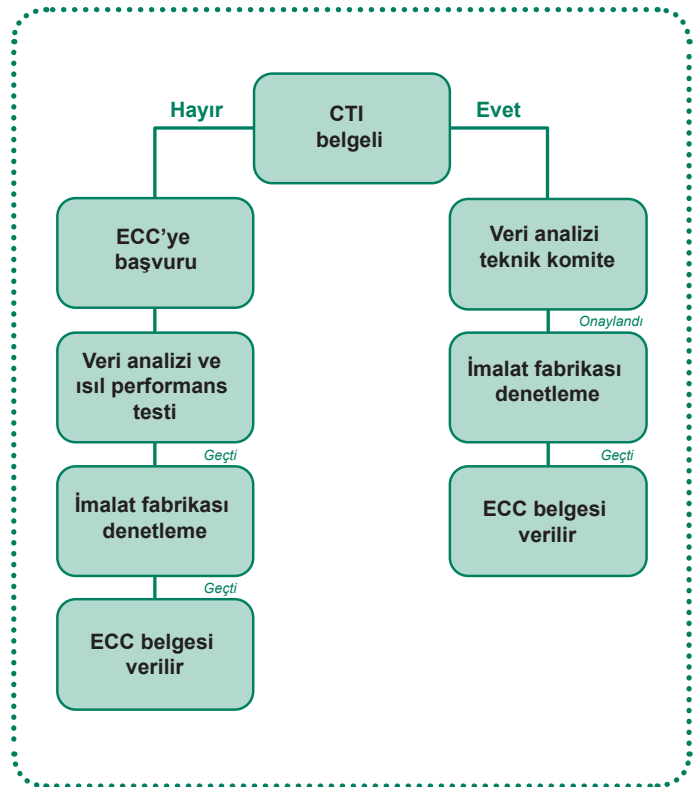 CTI
belgeli
Hayır
Evet
ECC’ye
başvuru
Veri analizi ve
ısıl performans
testi
Geçti
İmalat fabrikası
denetleme
Geçti
ECC belgesi
verilir
Veri analizi
teknik komite
Onaylandı
İmalat fabrikası
denetleme
Geçti
ECC belgesi
verilir